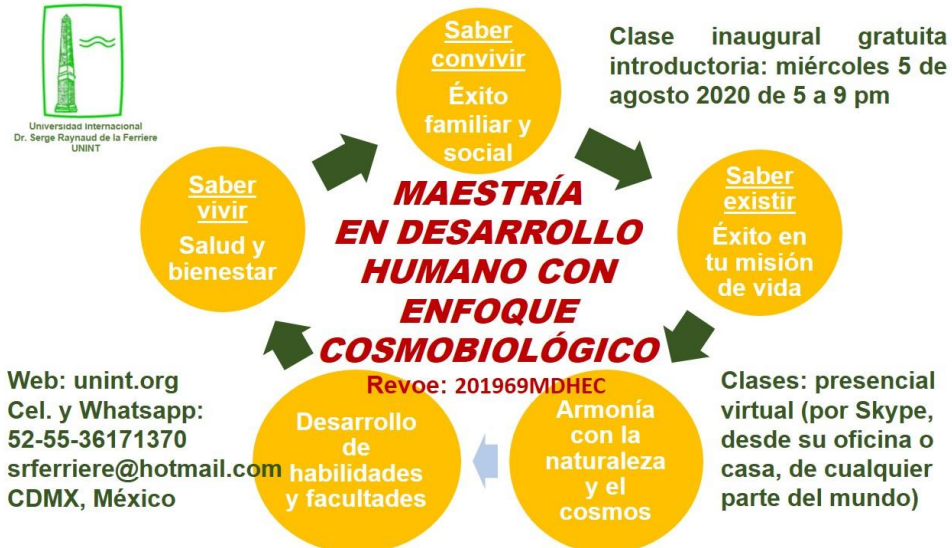 Universidad Internacional
Dr. Serge Raynaud de la Ferriere
UNINT
Saber
convivir
Éxito
familiar y
social
Clase inaugural gratuita
introductoria: miércoles 5 de
agosto 2020 de 5 a 9 pm
Saber
vivir
Salud y
bienestar
MAESTRÍA
EN DESARROLLO
HUMANO CON
ENFOQUE
COSMOBIOLÓGICO
Revoe: 201969MDHEC
Saber
existir
Éxito en
tu misión
de vida
Web: unint.org
Cel. y Whatsapp:
52-55-36171370
srferriere@hotmail.com
CDMX, México
Desarrollo
de
habilidades
y facultades
Armonía
con la
naturaleza
y el
cosmos
Clases: presencial
virtual (por Skype,
desde su oficina o
casa, de cualquier
parte del mundo)